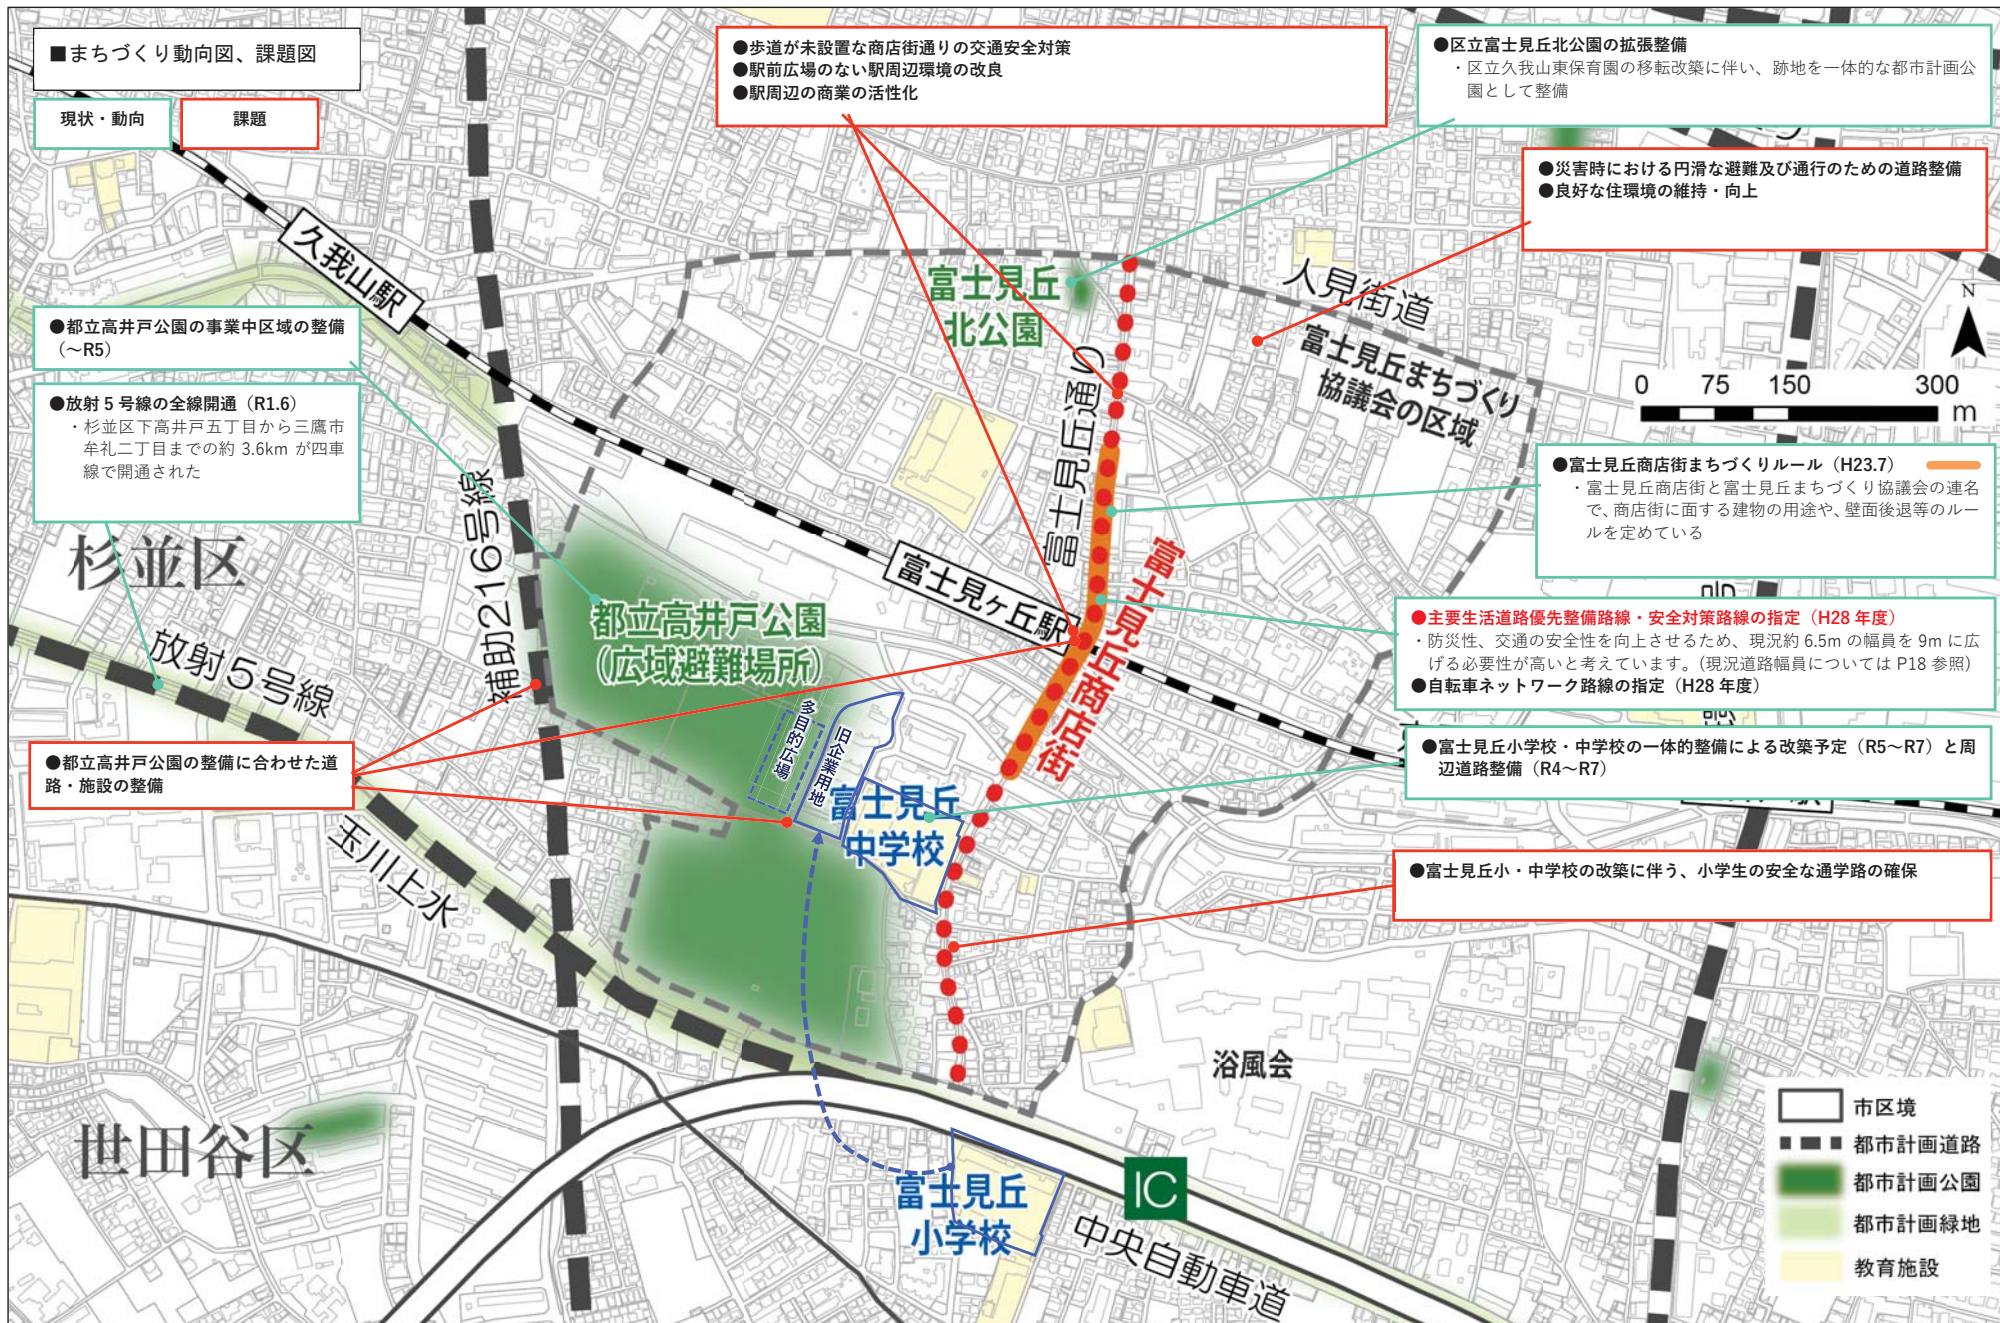 ■まちづくり動向図、課題図
現状・動向
課題
●歩道が未設置な商店街通りの交通安全対策
●駅前広場のない駅周辺環境の改良
●駅周辺の商業の活性化
●区立富士見丘北公園の拡張整備
・区立久我山東保育園の移転改築に伴い、跡地を一体的な都市計画公
園として整備
●災害時における円滑な避難及び通行のための道路整備
●良好な住環境の維持・向上
久我山駅
富士見丘
北公園
人見街道
富士見丘まちづくり
協議会の区域
N
0 75 150 300
m
●都立高井戸公園の事業中区域の整備
（～R5）
●放射 5 号線の全線開通（R1.6）
・杉並区下高井戸五丁目から三鷹市
牟礼二丁目までの約 3.6km が四車
線で開通された
富士見丘通り
●富士見丘商店街まちづくりルール（H23.7）
・富士見丘商店街と富士見丘まちづくり協議会の連名
で、商店街に面する建物の用途や、壁面後退等のルー
ルを定めている
杉並区
補助216号線
富士見ヶ丘駅
富士見丘商店街
都立高井戸公園
（広域避難場所）
放射5号線
●主要生活道路優先整備路線・安全対策路線の指定（H28 年度）
・防災性、交通の安全性を向上させるため、現況約 6.5m の幅員を 9m に広
げる必要性が高いと考えています。（現況道路幅員については P18 参照）
●自転車ネットワーク路線の指定（H28 年度）
多目的広場
旧企業用地
●都立高井戸公園の整備に合わせた道
路・施設の整備
●富士見丘小学校・中学校の一体的整備による改築予定（R5～R7）と周
辺道路整備（R4～R7）
富士見丘
中学校
玉川上水
●富士見丘小・中学校の改築に伴う、小学生の安全な通学路の確保
浴風会
世田谷区
富士見丘
小学校
IC
中央自動車道
市区境
都市計画道路
都市計画公園
都市計画緑地
教育施設